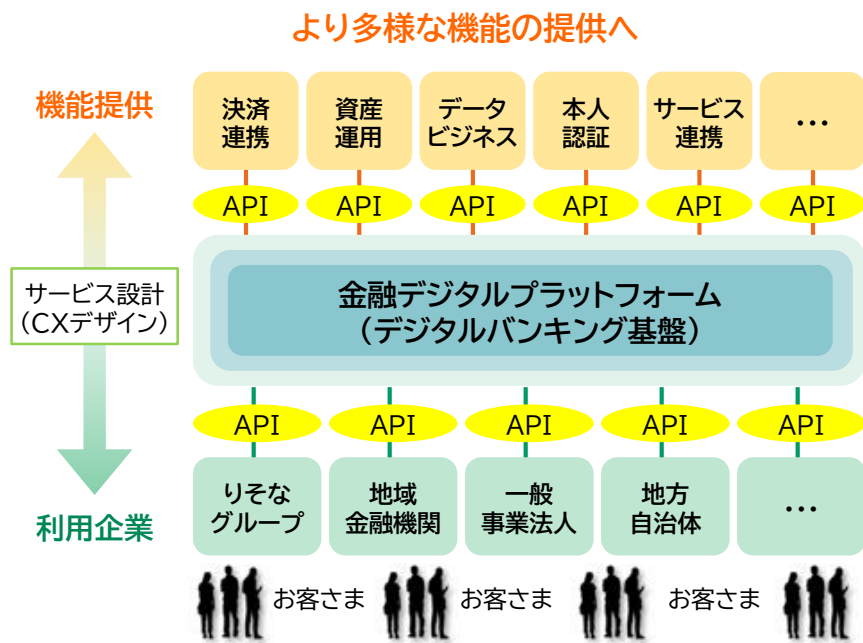 より多様な機能の提供へ
機能提供
決済
連携
資産
運用
データ
ビジネス
本人
認証
サービス
連携
…
API
API
API
API
API
API
サービス設計
（CXデザイン）
金融デジタルプラットフォーム
（デジタルバンキング基盤）
API
API
API
API
API
利用企業
りそな
グループ
地域
金融機関
一般
事業法人
地方
自治体
…
お客さま
お客さま
お客さま